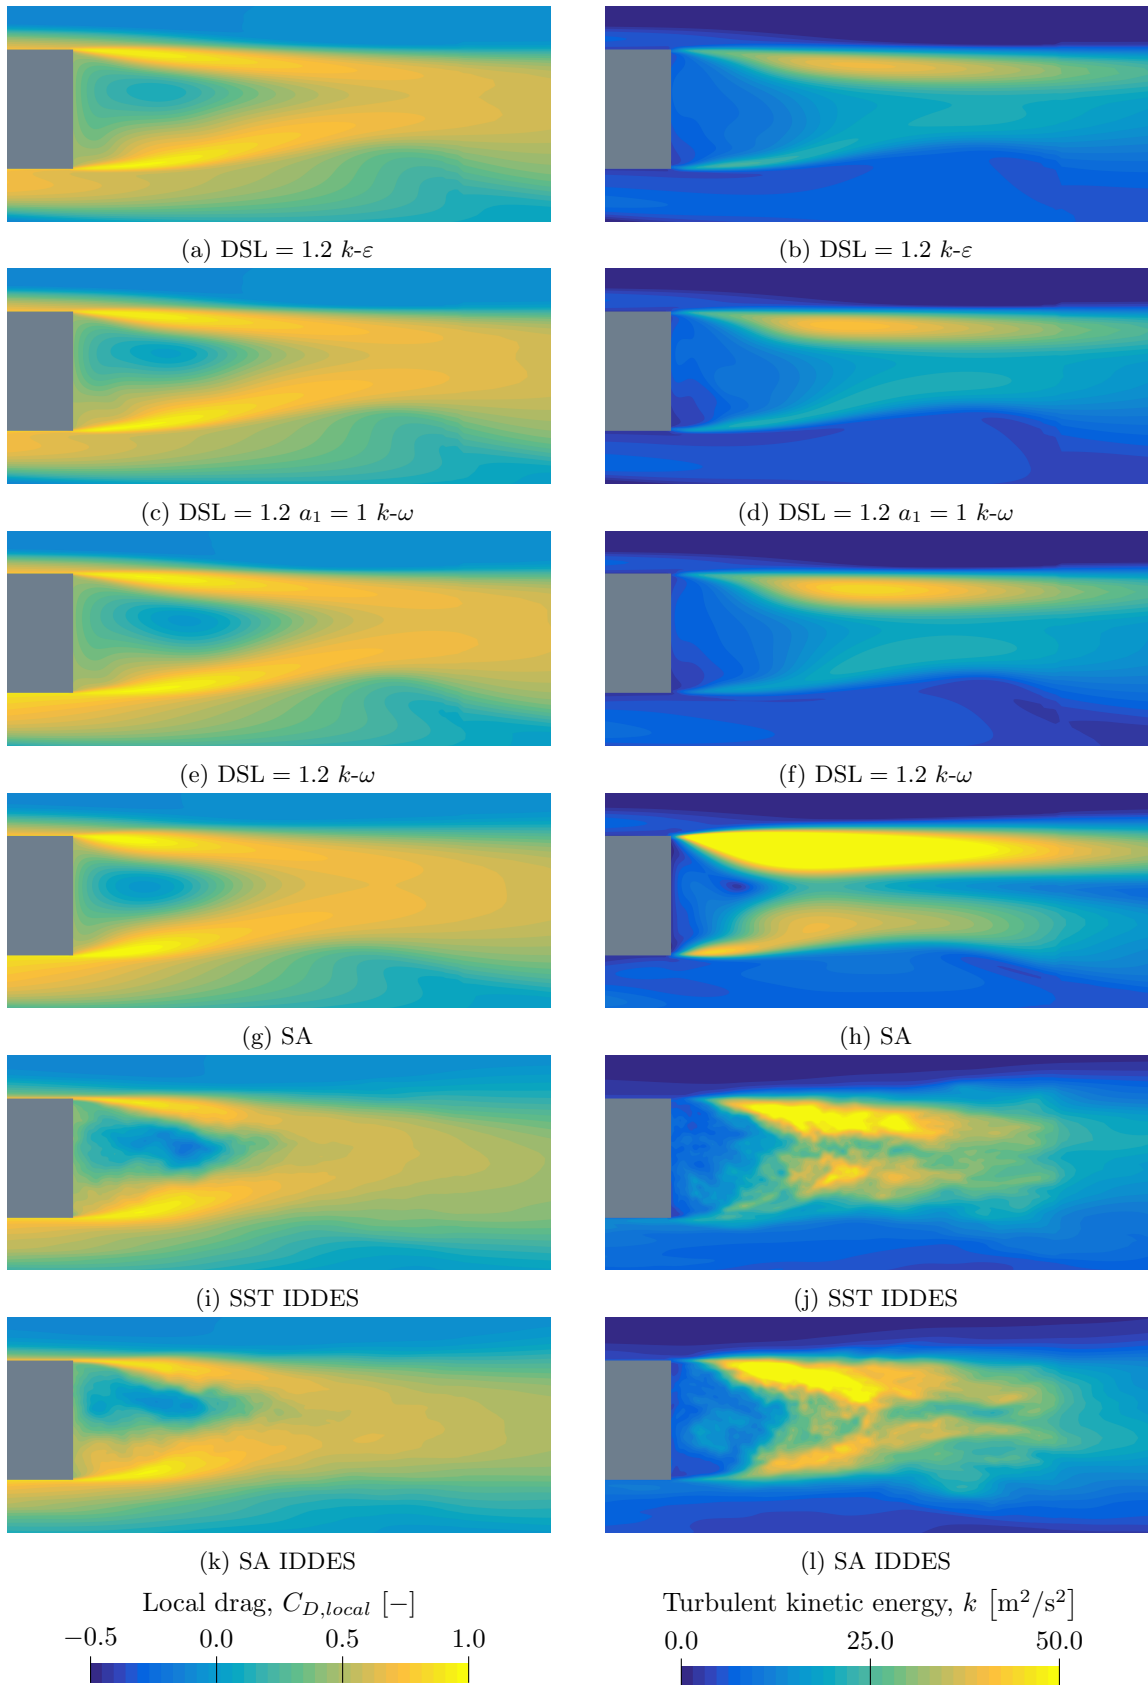 (a) DSL = 1.2 k-ε
(b) DSL = 1.2 k-ε
(c) DSL = 1.2 a₁ = 1 k-ω
(d) DSL = 1.2 a₁ = 1 k-ω
(e) DSL = 1.2 k-ω
(f) DSL = 1.2 k-ω
(g) SA
(h) SA
(i) SST IDDES
(j) SST IDDES
(k) SA IDDES
(l) SA IDDES
Local drag, C_{D,local} [−]
−0.5 0.0 0.5 1.0
Turbulent kinetic energy, k [m²/s²]
0.0 25.0 50.0